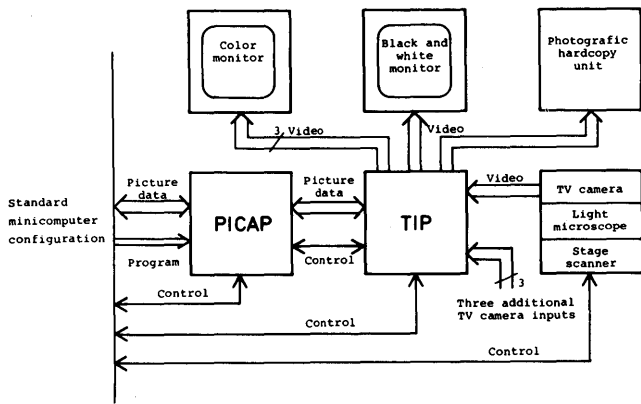 Color
monitor
Black and
white
monitor
Photografic
hardcopy
unit
3 Video
Video
Standard
minicomputer
configuration
Picture
data
PICAP
Program
Picture
data
Control
TIP
Video
TV camera
Light
microscope
Stage
scanner
3
Three additional
TV camera inputs
Control
Control
Control